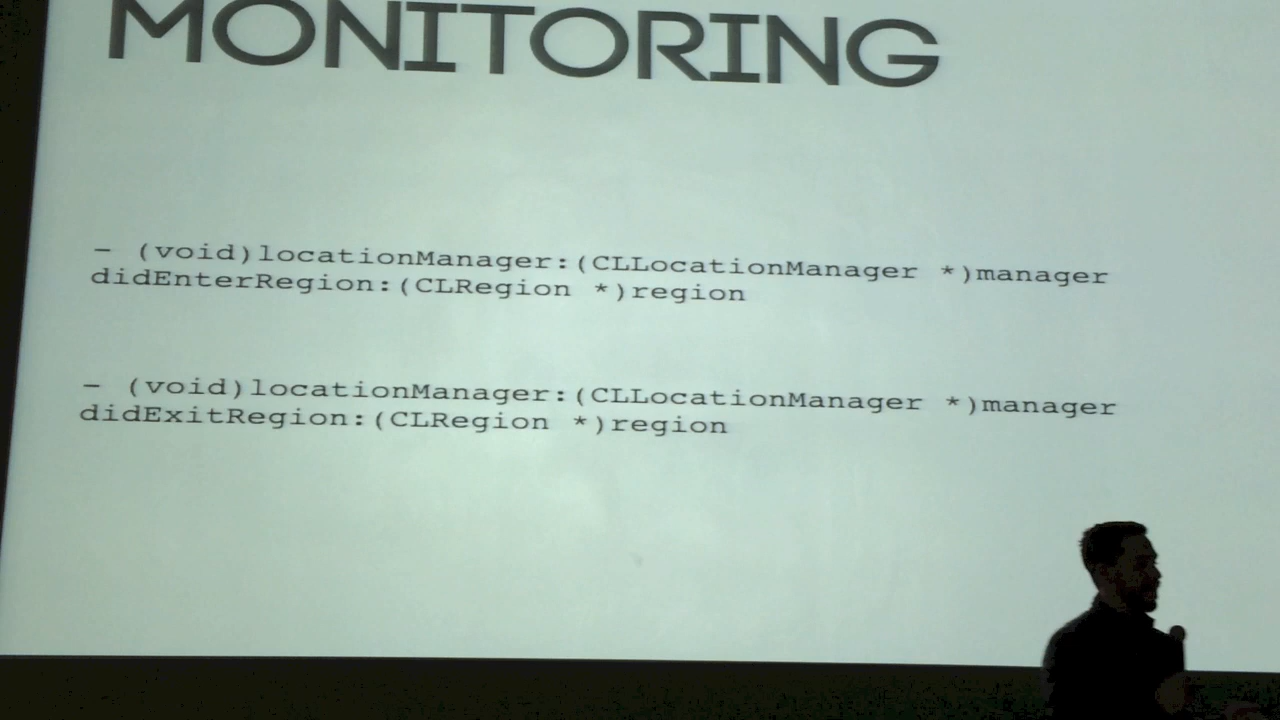 MONITORING
– (void)locationManager:(CLLocationManager *)manager
didEnterRegion:(CLRegion *)region
– (void)locationManager:(CLLocationManager *)manager
didExitRegion:(CLRegion *)region